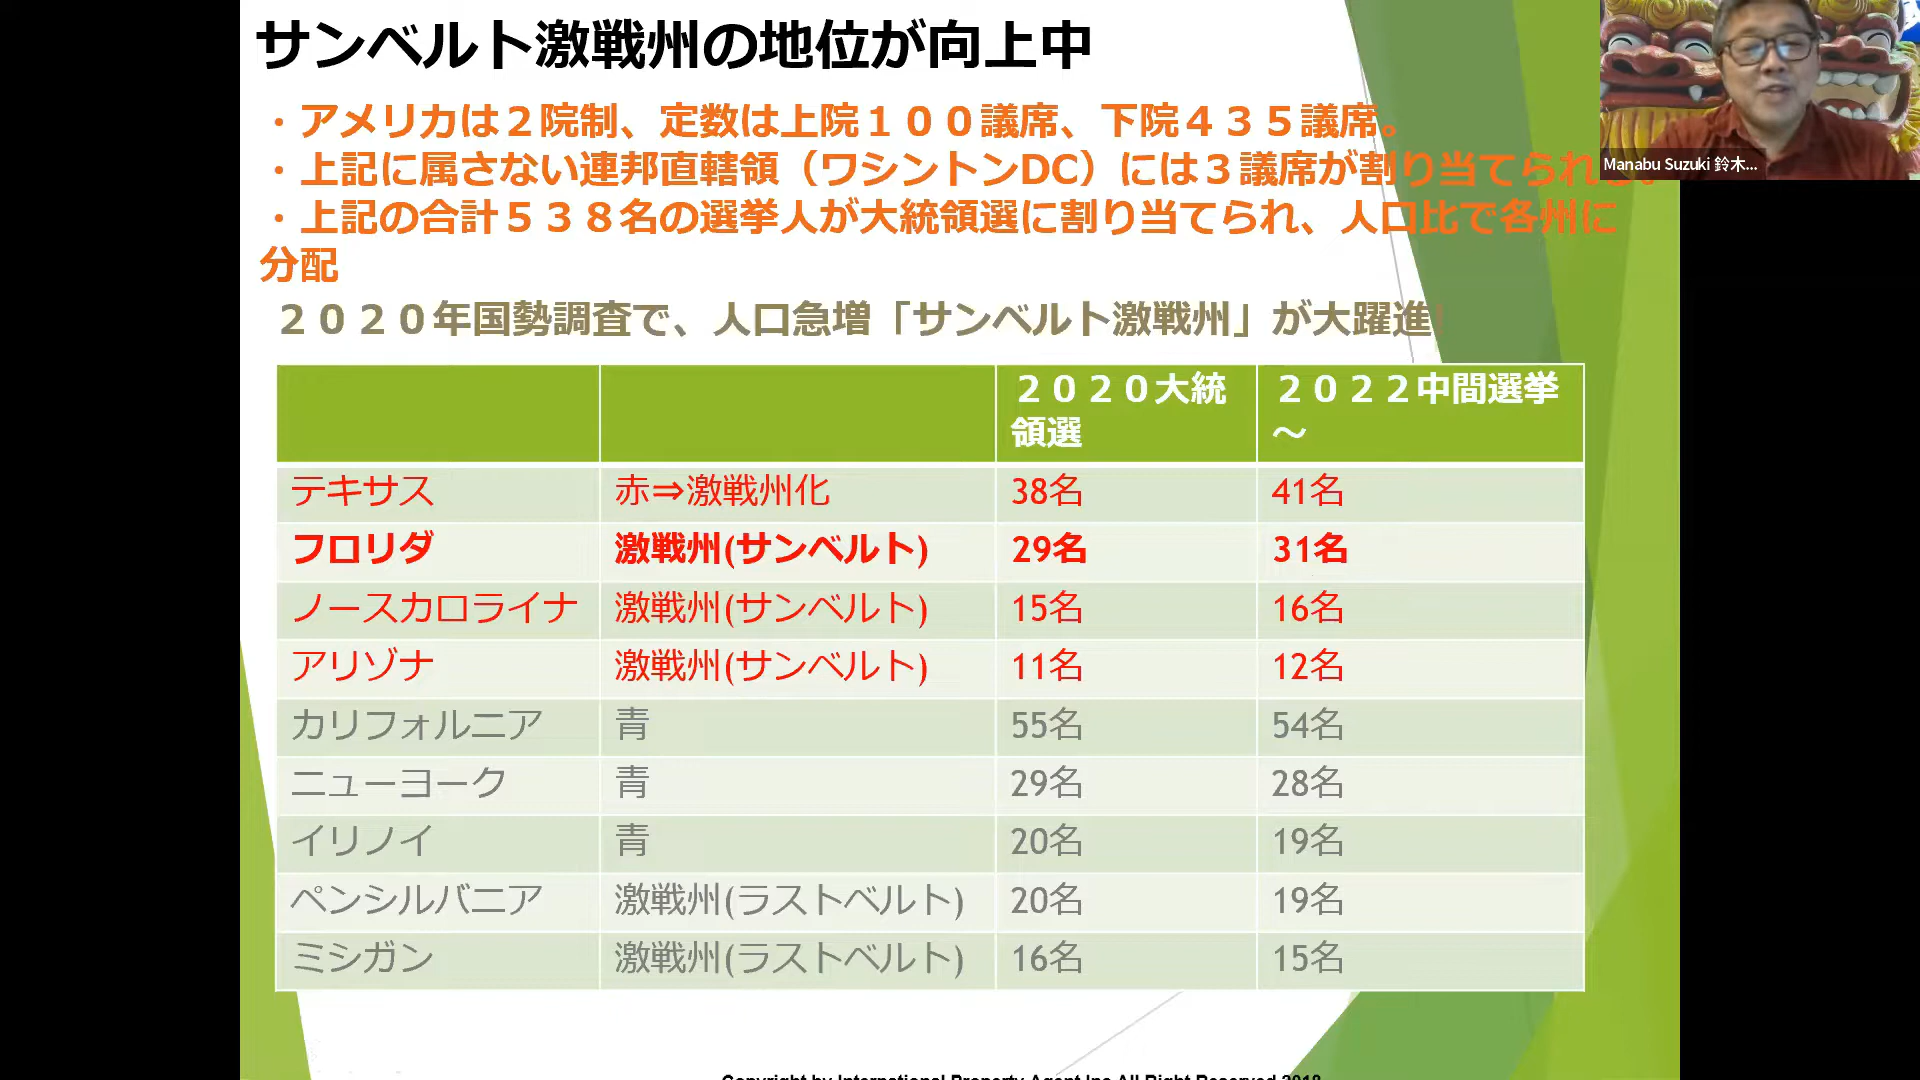 サンベルト激戦州の地位が向上中
・アメリカは２院制、定数は上院１００議席、下院４３５議席。
・上記に属さない連邦直轄領（ワシントンDC）には３議席が割り当てられ
・上記の合計５３８名の選挙人が大統領選に割り当てられ、人口比で各州に
分配
２０２０年国勢調査で、人口急増「サンベルト激戦州」が大躍進!
２０２０大統
領選
２０２２中間選挙
～
テキサス 赤⇒激戦州化 38名 41名
フロリダ 激戦州(サンベルト) 29名 31名
ノースカロライナ 激戦州(サンベルト) 15名 16名
アリゾナ 激戦州(サンベルト) 11名 12名
カリフォルニア 青 55名 54名
ニューヨーク 青 29名 28名
イリノイ 青 20名 19名
ペンシルバニア 激戦州(ラストベルト) 20名 19名
ミシガン 激戦州(ラストベルト) 16名 15名
Manabu Suzuki 鈴木...
Copyright by International Property Agent Inc All Right Reserved 2018